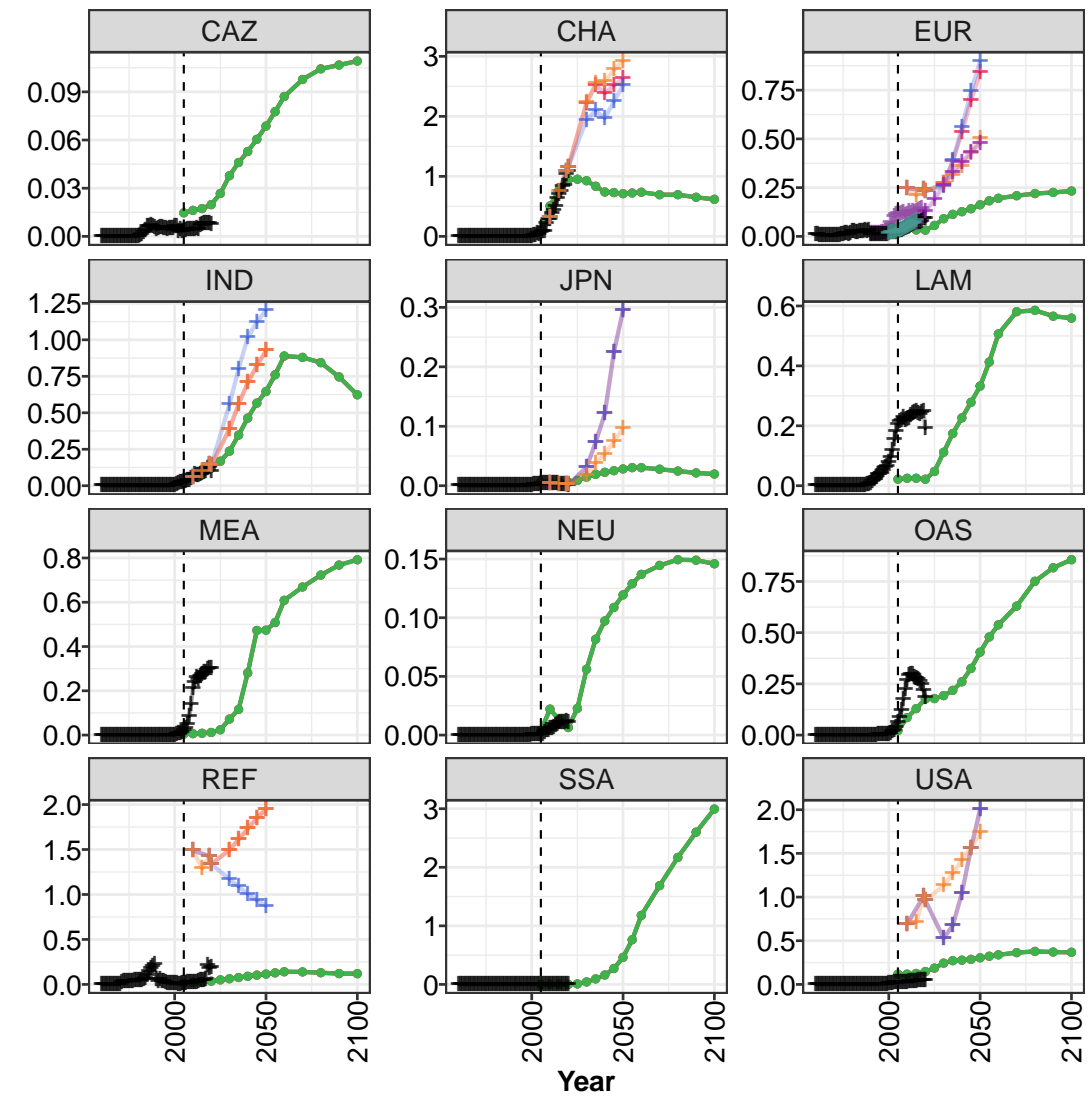 CAZ CHA EUR
0.09 3 0.75
0.06 2 0.50
0.03 1 0.25
0.00 0 0.00
IND JPN LAM
1.25 0.3 0.6
1.00 0.2 0.4
0.75 0.1 0.2
0.50 0.0 0.0
0.25
0.00
MEA NEU OAS
0.8 0.15 0.75
0.6 0.10 0.50
0.4 0.05 0.25
0.2 0.00 0.00
0.0
REF SSA USA
2.0 3 2.0
1.5 2 1.5
1.0 1 1.0
0.5 0 0.5
0.0 0.0
2000 2050 2100 2000 2050 2100 2000 2050 2100
Year